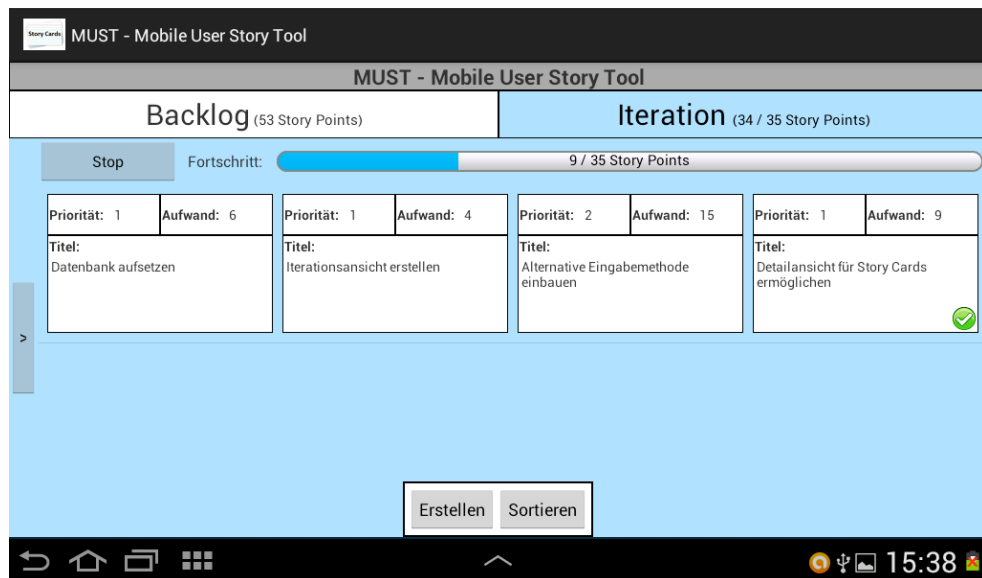 Story Cards
MUST - Mobile User Story Tool
MUST - Mobile User Story Tool
Backlog (53 Story Points)
Iteration (34 / 35 Story Points)
Stop
Fortschritt:
9 / 35 Story Points
Priorität: 1
Aufwand: 6
Titel:
Datenbank aufsetzen
Priorität: 1
Aufwand: 4
Titel:
Iterationsansicht erstellen
Priorität: 2
Aufwand: 15
Titel:
Alternative Eingabemethode
einbauen
Priorität: 1
Aufwand: 9
Titel:
Detailansicht für Story Cards
ermöglichen
>
Erstellen
Sortieren
15:38